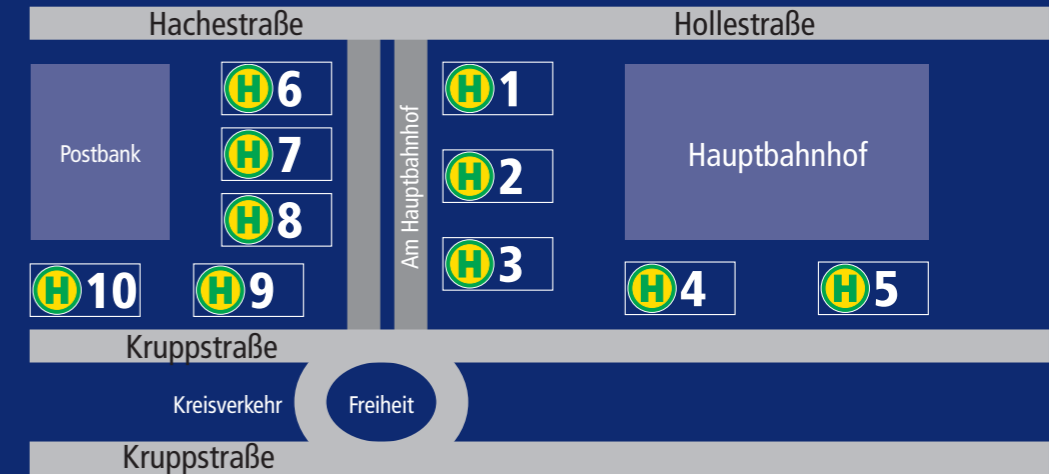 Hachestraße
Hollestraße
H 6
H 1
Postbank
H 7
Am Hauptbahnhof
H 2
Hauptbahnhof
H 8
H 3
H 10
H 9
H 4
H 5
Kruppstraße
Kreisverkehr
Freiheit
Kruppstraße